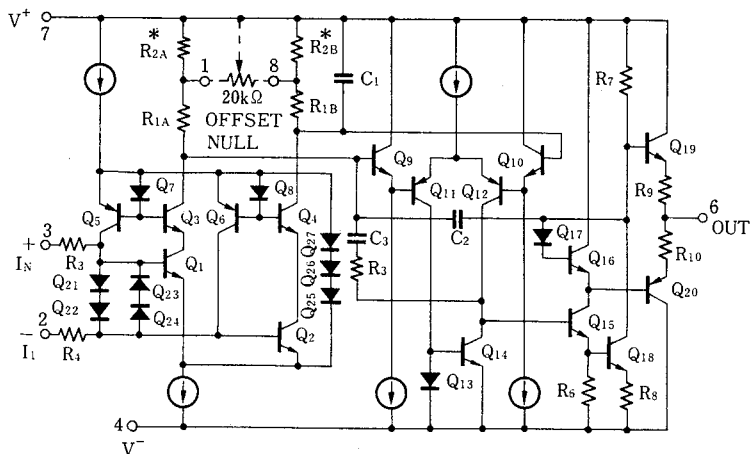 V+
7
*
R2A
1
8
20kΩ
OFFSET
NULL
*
R2B
C1
R1A
R1B
R7
Q9
Q10
Q19
Q7
Q8
Q11
Q12
R9
Q5
Q3
Q6
Q4
6
OUT
3
+
IN
R3
Q1
Q27
Q26
Q25
C3
C2
Q17
Q16
R10
R3
Q21
Q22
Q23
Q24
Q20
2
−
I1
R4
Q2
Q15
Q14
Q18
Q13
R6
R8
4
V−